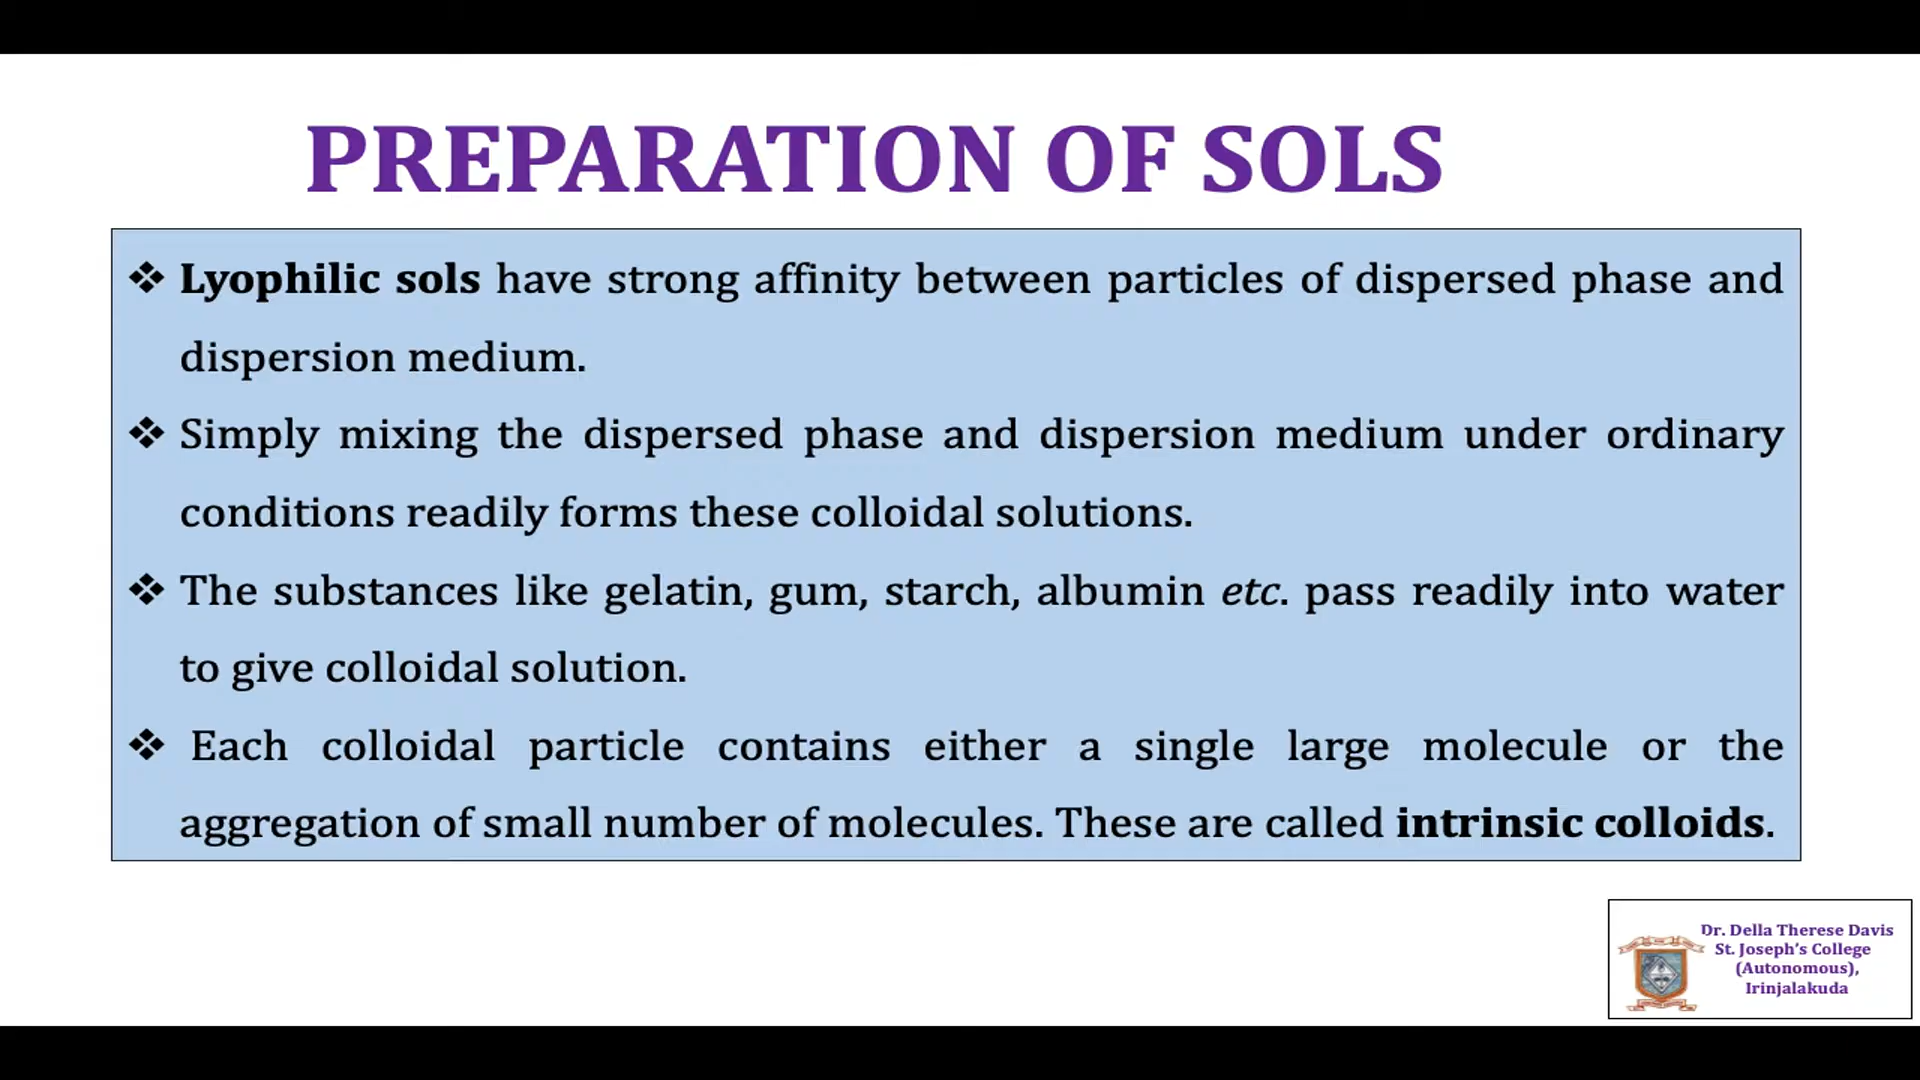 PREPARATION OF SOLS
❖ Lyophilic sols have strong affinity between particles of dispersed phase and
dispersion medium.
❖ Simply mixing the dispersed phase and dispersion medium under ordinary
conditions readily forms these colloidal solutions.
❖ The substances like gelatin, gum, starch, albumin etc. pass readily into water
to give colloidal solution.
❖ Each colloidal particle contains either a single large molecule or the
aggregation of small number of molecules. These are called intrinsic colloids.
Dr. Della Therese Davis
St. Joseph's College
(Autonomous),
Irinjalakuda